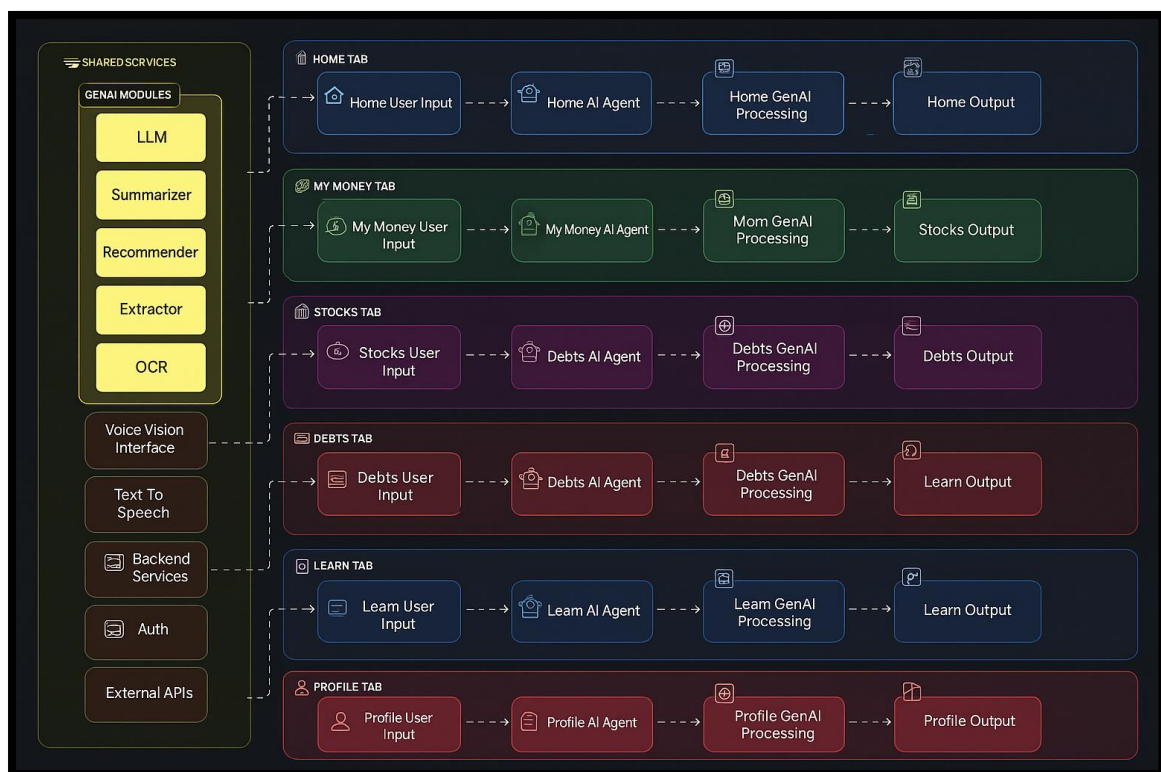 SHARED SCRVICES
GENAI MODULES
LLM
Summarizer
Recommender
Extractor
OCR
Voice Vision
Interface
Text To
Speech
Backend
Services
Auth
External APIs
HOME TAB
Home User Input
Home AI Agent
Home GenAI
Processing
Home Output
MY MONEY TAB
My Money User
Input
My Money AI Agent
Mom GenAI
Processing
Stocks Output
STOCKS TAB
Stocks User
Input
Debts AI Agent
Debts GenAI
Processing
Debts Output
DEBTS TAB
Debts User
Input
Debts AI Agent
Debts GenAI
Processing
Learn Output
LEARN TAB
Leam User
Input
Leam AI Agent
Leam GenAI
Processing
Learn Output
PROFILE TAB
Profile User
Input
Profile AI Agent
Profile GenAI
Processing
Profile Output